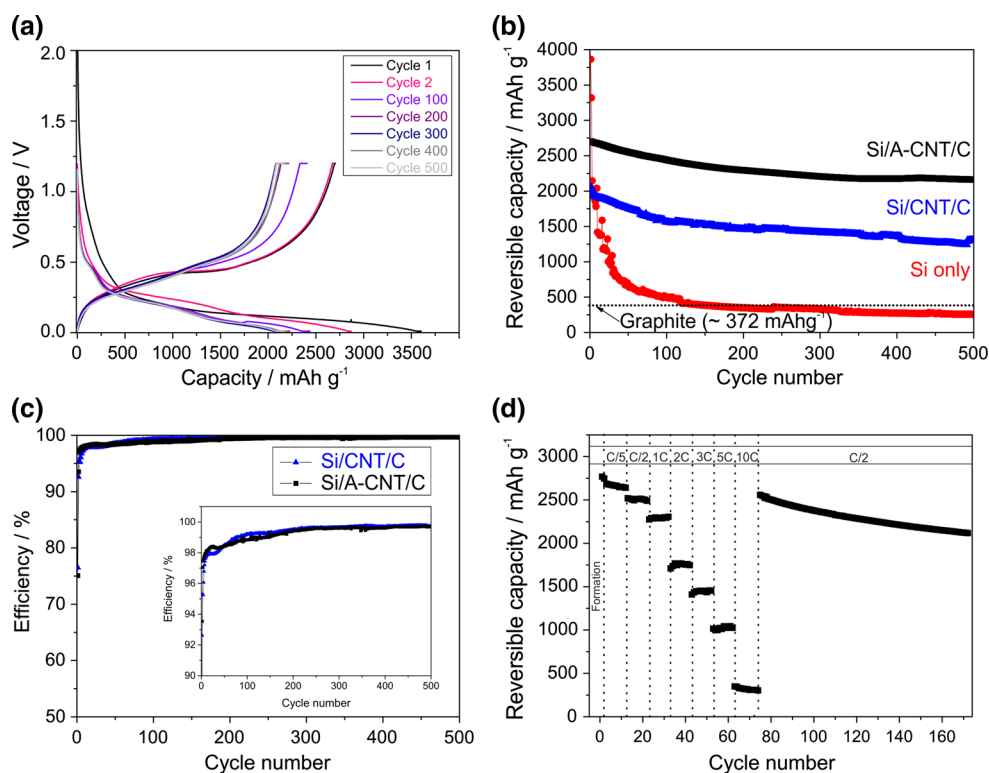 (a)
2.0
1.5
1.0
0.5
0.0
Voltage / V
0 500 1000 1500 2000 2500 3000 3500
Capacity / mAh g⁻¹
Cycle 1
Cycle 2
Cycle 100
Cycle 200
Cycle 300
Cycle 400
Cycle 500
(b)
4000
3500
3000
2500
2000
1500
1000
500
0
Reversible capacity / mAh g⁻¹
Si/A-CNT/C
Si/CNT/C
Si only
Graphite (~ 372 mAhg⁻¹)
0 100 200 300 400 500
Cycle number
(c)
100
90
80
70
60
50
Efficiency / %
Si/CNT/C
Si/A-CNT/C
100
98
96
94
92
91
90
Efficiency / %
0 100 200 300 400 500
Cycle number
0 100 200 300 400 500
Cycle number
(d)
3000
2500
2000
1500
1000
500
0
Reversible capacity / mAh g⁻¹
Formation
C/5 C/2 1C 2C 3C 5C 10C C/2
0 20 40 60 80 100 120 140 160
Cycle number